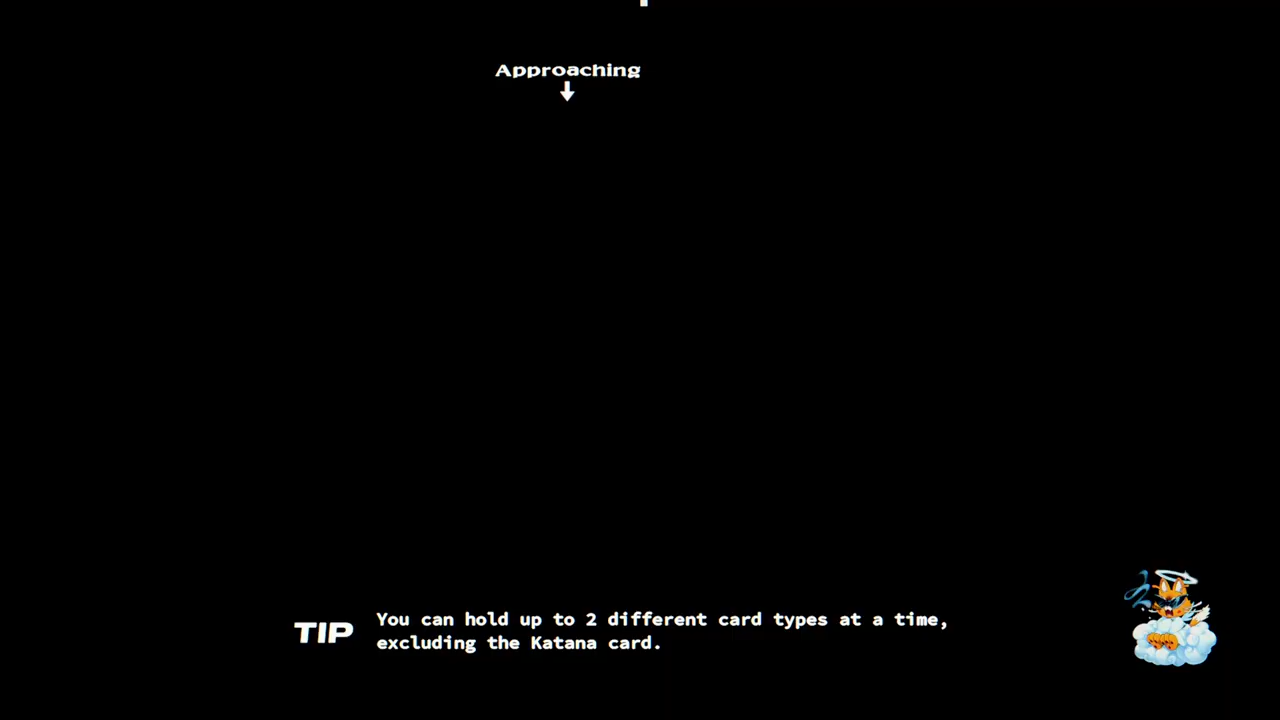 Approaching
TIP
You can hold up to 2 different card types at a time,
excluding the Katana card.